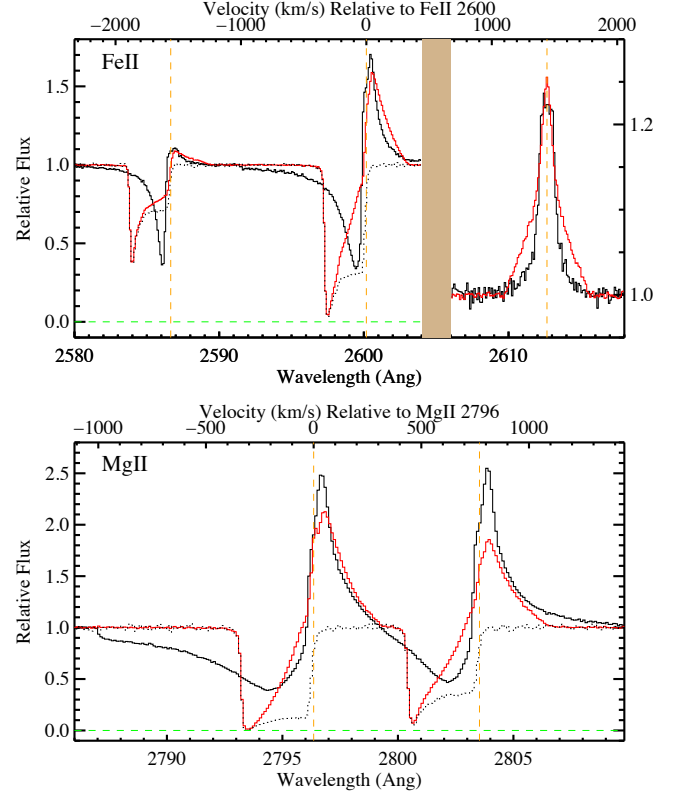 Velocity (km/s) Relative to FeII 2600
−2000 −1000 0 1000 2000
FeII
1.5
1.0
0.5
0.0
Relative Flux
1.2
1.0
2580 2590 2600 2610
Wavelength (Ang)
Velocity (km/s) Relative to MgII 2796
−1000 −500 0 500 1000
MgII
2.5
2.0
1.5
1.0
0.5
0.0
Relative Flux
2790 2795 2800 2805
Wavelength (Ang)